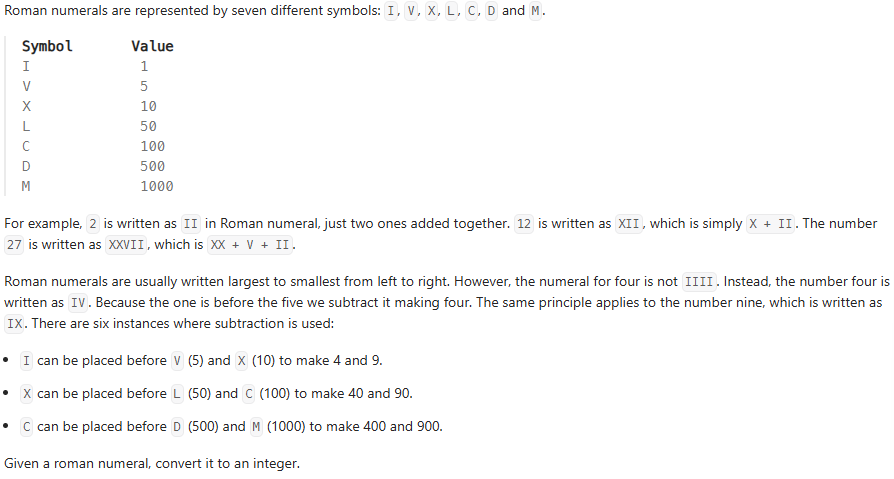 Roman numerals are represented by seven different symbols: I, V, X, L, C, D and M.
Symbol Value
I 1
V 5
X 10
L 50
C 100
D 500
M 1000
For example, 2 is written as II in Roman numeral, just two ones added together. 12 is written as XII, which is simply X + II. The number
27 is written as XXVII, which is XX + V + II.
Roman numerals are usually written largest to smallest from left to right. However, the numeral for four is not IIII. Instead, the number four is
written as IV. Because the one is before the five we subtract it making four. The same principle applies to the number nine, which is written as
IX. There are six instances where subtraction is used:
• I can be placed before V (5) and X (10) to make 4 and 9.
• X can be placed before L (50) and C (100) to make 40 and 90.
• C can be placed before D (500) and M (1000) to make 400 and 900.
Given a roman numeral, convert it to an integer.